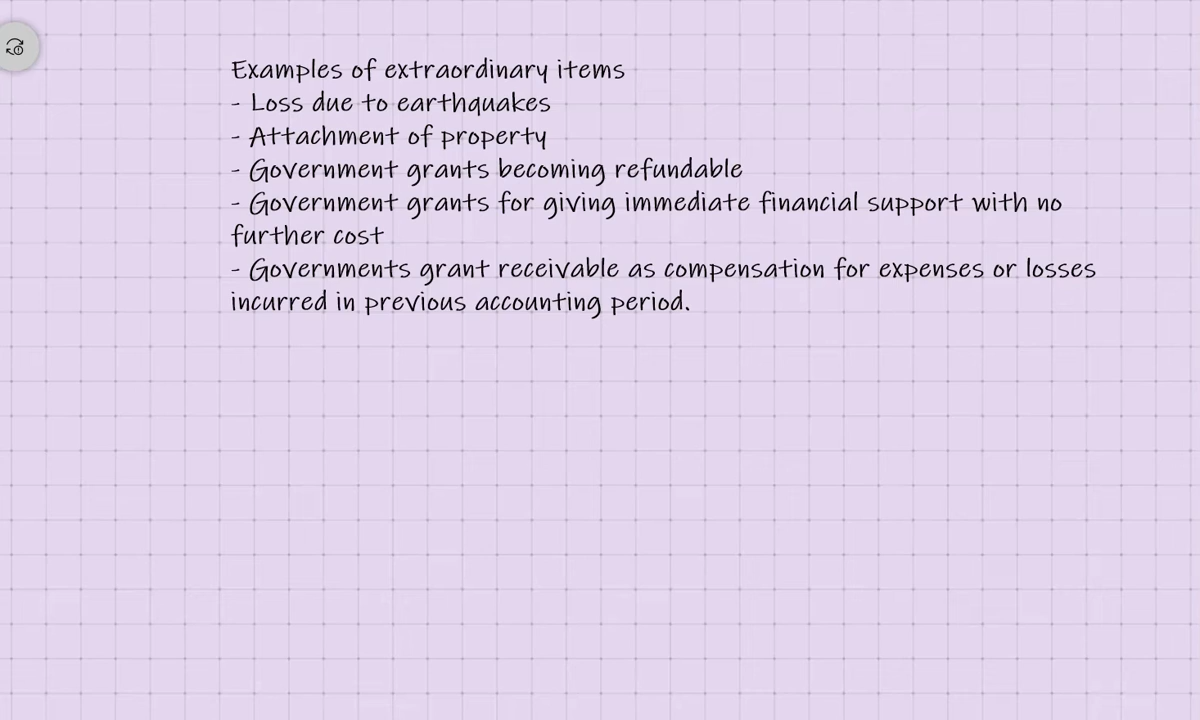 Examples of extraordinary items
- Loss due to earthquakes
- Attachment of property
- Government grants becoming refundable
- Government grants for giving immediate financial support with no
further cost
- Governments grant receivable as compensation for expenses or losses
incurred in previous accounting period.